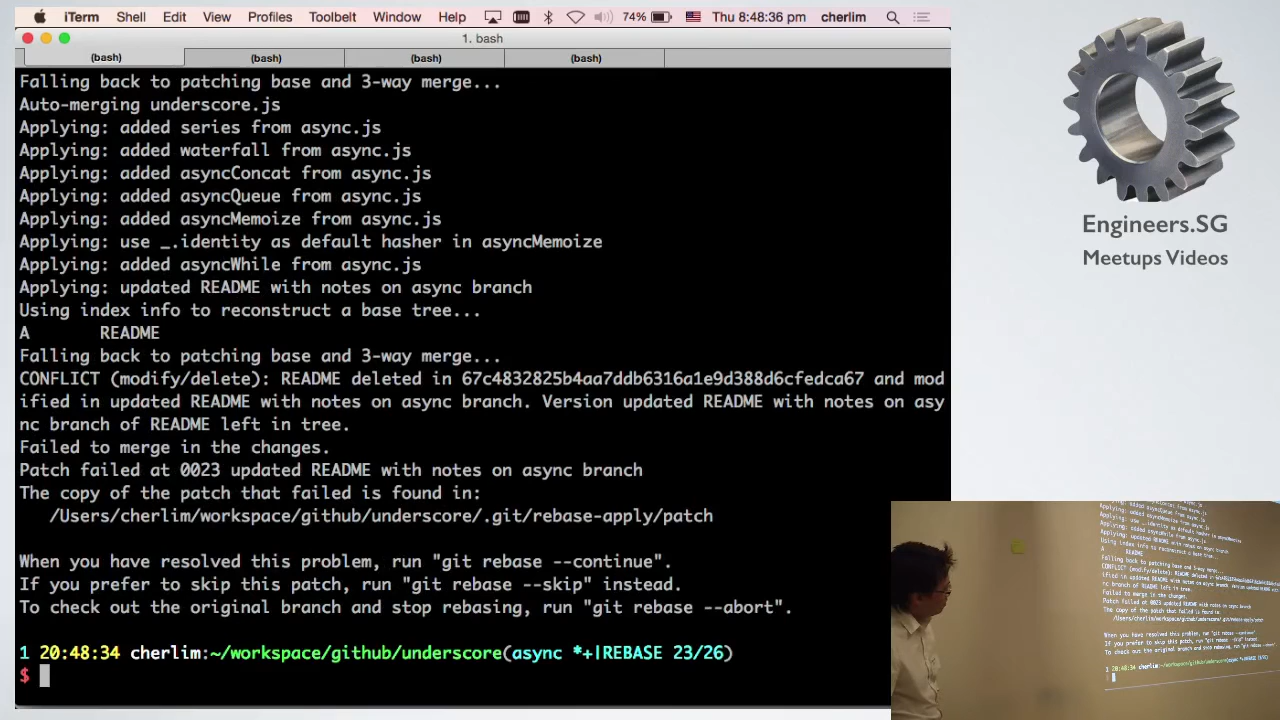 iTerm Shell Edit View Profiles Toolbelt Window Help 74% Thu 8:48:36 pm cherlim
1. bash
(bash) (bash) (bash) (bash)
Falling back to patching base and 3-way merge...
Auto-merging underscore.js
Applying: added series from async.js
Applying: added waterfall from async.js
Applying: added asyncConcat from async.js
Applying: added asyncQueue from async.js
Applying: added asyncMemoize from async.js
Applying: use _.identity as default hasher in asyncMemoize
Applying: added asyncWhile from async.js
Applying: updated README with notes on async branch
Using index info to reconstruct a base tree...
A README
Falling back to patching base and 3-way merge...
CONFLICT (modify/delete): README deleted in 67c4832825b4aa7ddb6316a1e9d388d6cfedca67 and mod
ified in updated README with notes on async branch. Version updated README with notes on asy
nc branch of README left in tree.
Failed to merge in the changes.
Patch failed at 0023 updated README with notes on async branch
The copy of the patch that failed is found in:
/Users/cherlim/workspace/github/underscore/.git/rebase-apply/patch
When you have resolved this problem, run "git rebase --continue".
If you prefer to skip this patch, run "git rebase --skip" instead.
To check out the original branch and stop rebasing, run "git rebase --abort".
1 20:48:34 cherlim:~/workspace/github/underscore(async *+|REBASE 23/26)
$
Engineers.SG
Meetups Videos